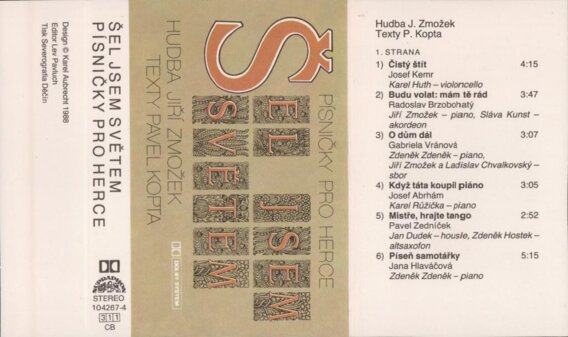 Design © Karel Aubrecht 1988
Editor Lev Pavluch
Tisk Severografia Děčín
ŠEL JSEM SVĚTEM
PÍSNIČKY PRO HERCE
DOLBY SYSTEM
SUPRAPHON
STEREO
104267-4
311
CB
ŠEL JSEM
SVĚTEM
PÍSNIČKY PRO HERCE
HUDBA JIŘÍ ZMOŽEK
TEXTY PAVEL KOPTA
Hudba J. Zmožek
Texty P. Kopta
1. STRANA
1) Čistý štít 4:15
Josef Kemr
Karel Huth – violoncello
2) Budu volat: mám tě rád 3:47
Radoslav Brzobohatý
Jiří Zmožek – piano, Sláva Kunst –
akordeon
3) O dům dál 3:07
Gabriela Vránová
Zdeněk Zdeněk – piano,
Jiří Zmožek a Ladislav Chvalkovský –
sbor
4) Když táta koupil piáno 3:05
Josef Abrhám
Karel Růžička – piano
5) Mistře, hrajte tango 2:52
Pavel Zedníček
Jan Dudek – housle, Zdeněk Hostek –
altsaxofon
6) Píseň samotářky 5:15
Jana Hlaváčová
Zdeněk Zdeněk – piano